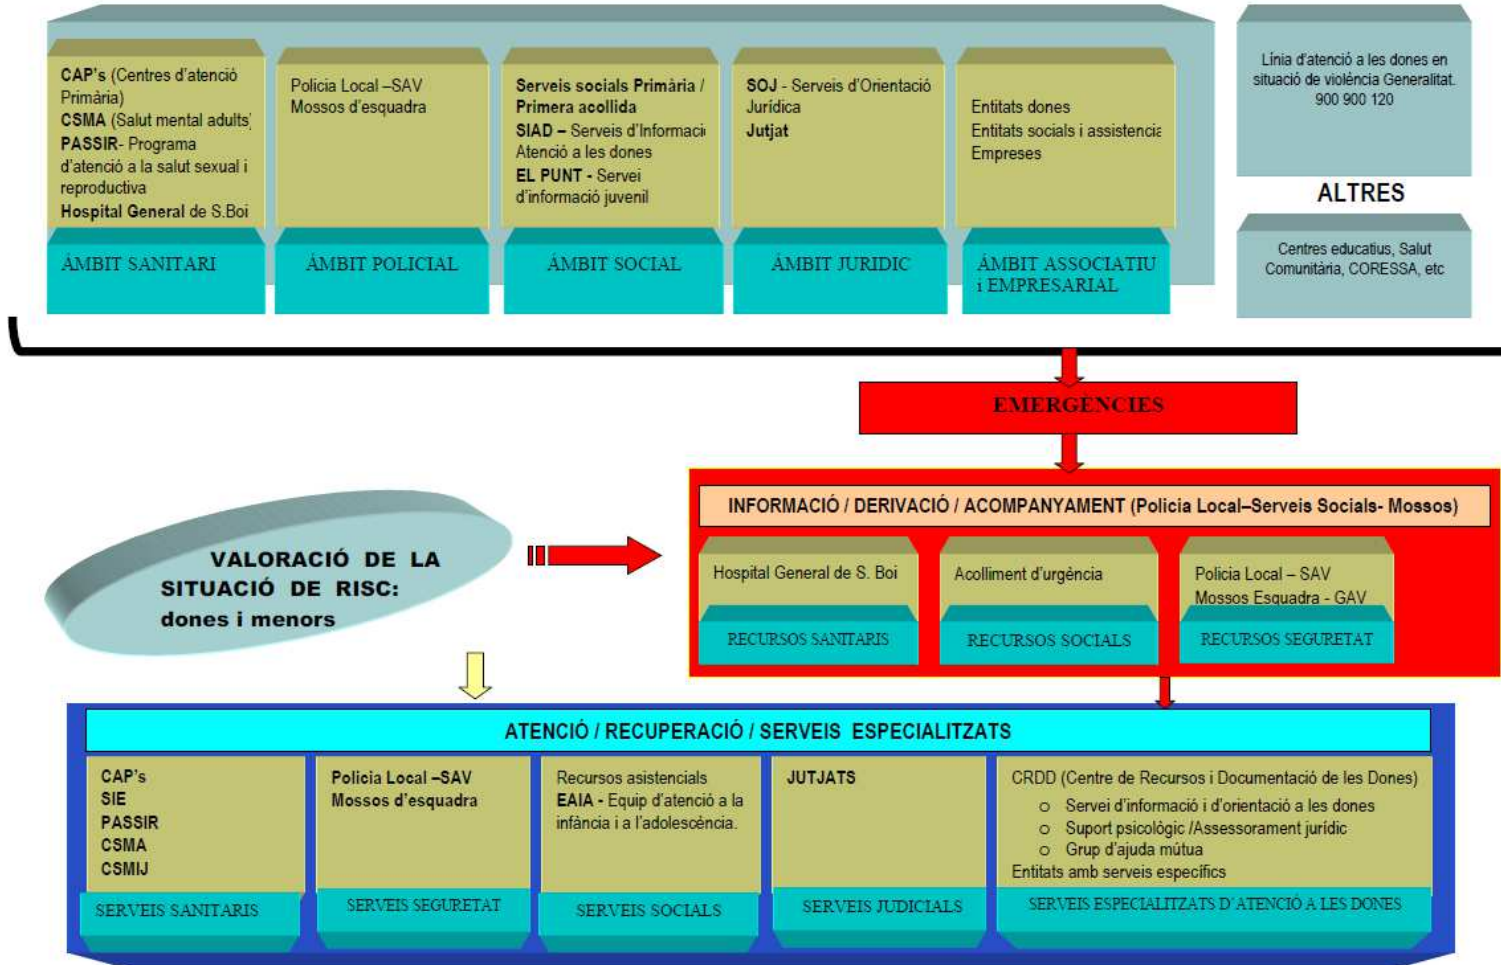 CAP's (Centres d'atenció
Primària)
CSMA (Salut mental adults)
PASSIR- Programa
d'atenció a la salut sexual i
reproductiva
Hospital General de S.Boi
ÀMBIT SANITARI
Policia Local –SAV
Mossos d'esquadra
ÀMBIT POLICIAL
Serveis socials Primària /
Primera acollida
SIAD – Serveis d'Informaci
Atenció a les dones
EL PUNT - Servei
d'informació juvenil
ÀMBIT SOCIAL
SOJ - Serveis d'Orientació
Jurídica
Jutjat
ÀMBIT JURIDIC
Entitats dones
Entitats socials i assistencia
Empreses
ÀMBIT ASSOCIATIU
i EMPRESARIAL
Línia d'atenció a les dones en
situació de violència Generalitat.
900 900 120
ALTRES
Centres educatius, Salut
Comunitària, CORESSA, etc
EMERGÈNCIES
INFORMACIÓ / DERIVACIÓ / ACOMPANYAMENT (Policia Local–Serveis Socials- Mossos)
Hospital General de S. Boi
RECURSOS SANITARIS
Acolliment d'urgència
RECURSOS SOCIALS
Policia Local – SAV
Mossos Esquadra - GAV
RECURSOS SEGURETAT
VALORACIÓ DE LA
SITUACIÓ DE RISC:
dones i menors
ATENCIÓ / RECUPERACIÓ / SERVEIS ESPECIALITZATS
CAP's
SIE
PASSIR
CSMA
CSMIJ
SERVEIS SANITARIS
Policia Local –SAV
Mossos d'esquadra
SERVEIS SEGURETAT
Recursos asistencials
EAIA - Equip d'atenció a la
infància i a l'adolescència.
SERVEIS SOCIALS
JUTJATS
SERVEIS JUDICIALS
CRDD (Centre de Recursos i Documentació de les Dones)
o Servei d'informació i d'orientació a les dones
o Suport psicològic /Assessorament jurídic
o Grup d'ajuda mútua
Entitats amb serveis específics
SERVEIS ESPECIALITZATS D'ATENCIÓ A LES DONES